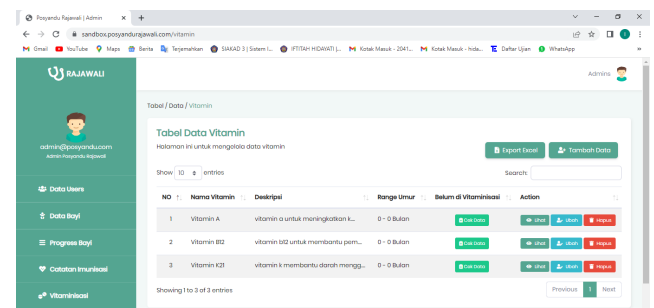 Posyandu Rajawali | Admin
sandbox.posyandurajawali.com/vitamin
Gmail YouTube Maps Berita Terjemahkan SIAKAD 3 | Sistem I... IFTITAH HIDAYATI |... Kotak Masuk - 2041... Kotak Masuk - hida... Daftar Ujian WhatsApp
RAJAWALI
Admins
admin@posyandu.com
Admin Posyandu Rajawali
Data Users
Data Bayi
Progress Bayi
Catatan Imunisasi
Vitaminisasi
Tabel / Data / Vitamin
Tabel Data Vitamin
Halaman ini untuk mengelola data vitamin
Export Excel Tambah Data
Show 10 entries Search:
NO Nama Vitamin Deskripsi Range Umur Belum di Vitaminisasi Action
1 Vitamin A vitamin a untuk meningkatkan k... 0 - 0 Bulan Cek Data Lihat Ubah Hapus
2 Vitamin B12 vitamin b12 untuk membantu pem... 0 - 0 Bulan Cek Data Lihat Ubah Hapus
3 Vitamin K21 vitamin k membantu darah mengg... 0 - 0 Bulan Cek Data Lihat Ubah Hapus
Showing 1 to 3 of 3 entries
Previous 1 Next